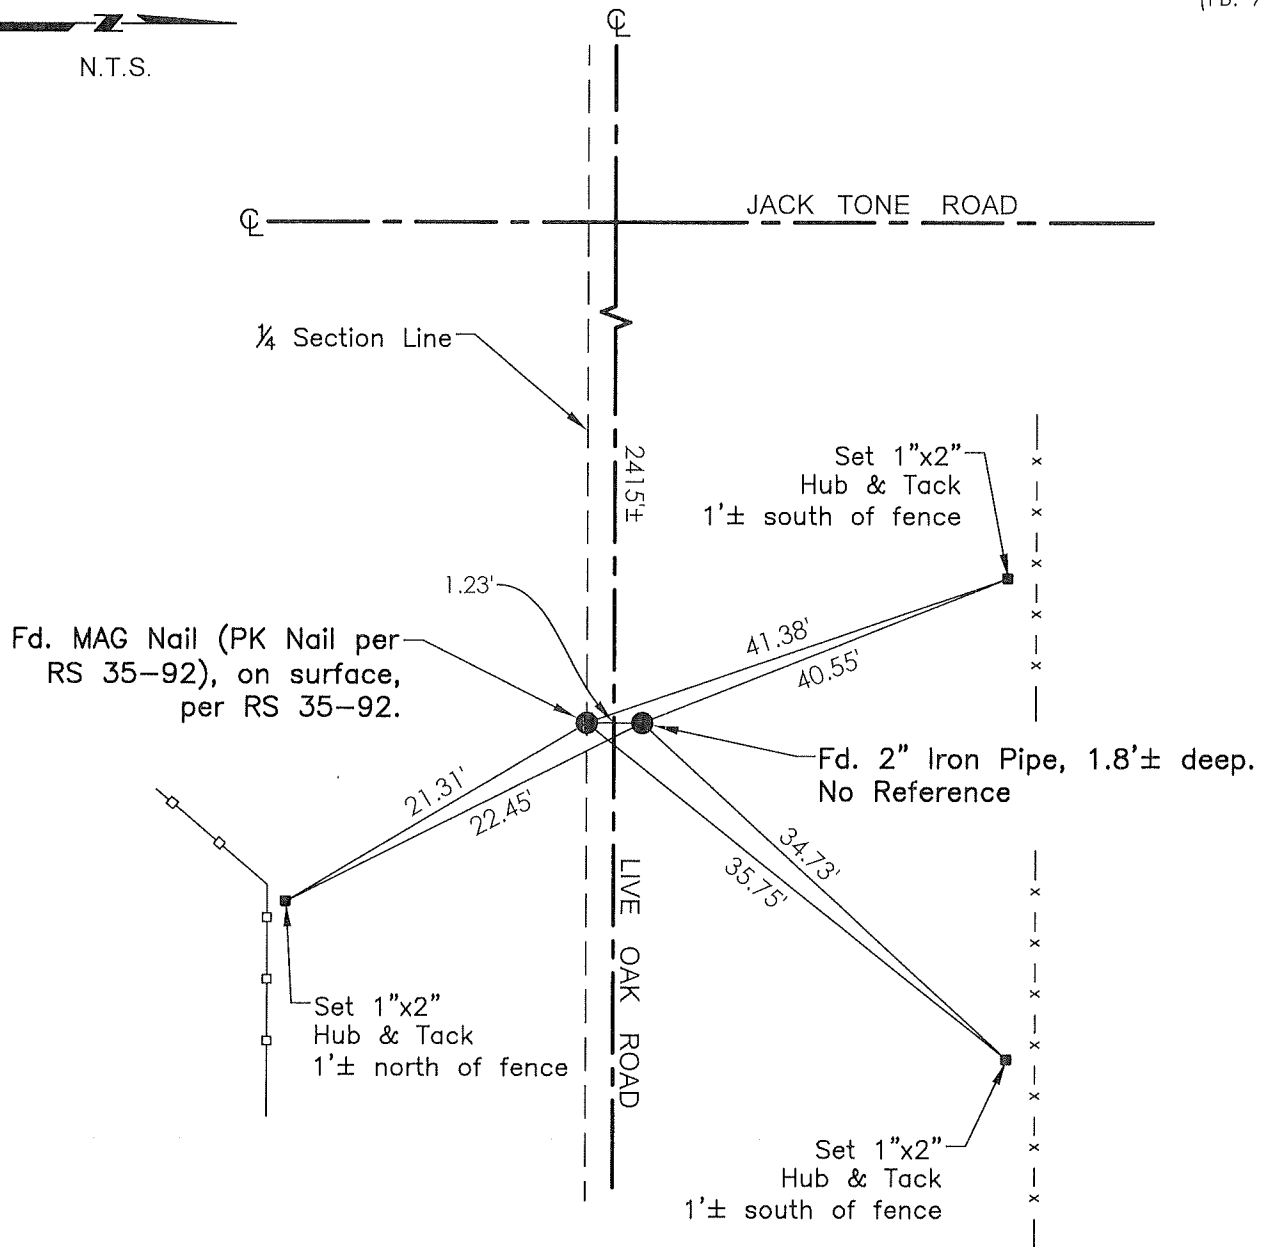 Z
N.T.S.
℄
℄
JACK TONE ROAD
¼ Section Line
2415'±
Set 1"x2"
Hub & Tack
1'± south of fence
1.23'
41.38'
40.55'
Fd. MAG Nail (PK Nail per
RS 35-92), on surface,
per RS 35-92.
Fd. 2" Iron Pipe, 1.8'± deep.
No Reference
21.31'
22.45'
34.73'
35.75'
LIVE OAK ROAD
Set 1"x2"
Hub & Tack
1'± north of fence
Set 1"x2"
Hub & Tack
1'± south of fence